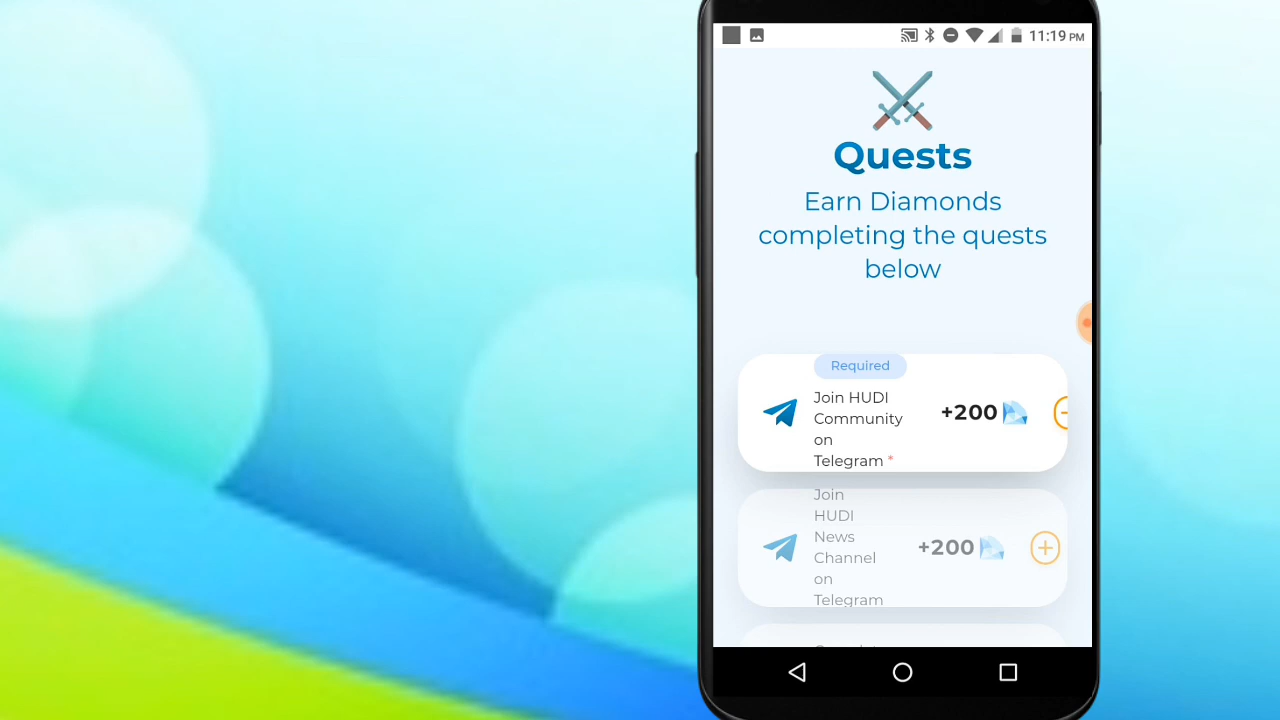 11:19 PM
Quests
Earn Diamonds
completing the quests
below
Required
Join HUDI
Community
on
Telegram *
+200
Join
HUDI
News
Channel
on
Telegram
+200